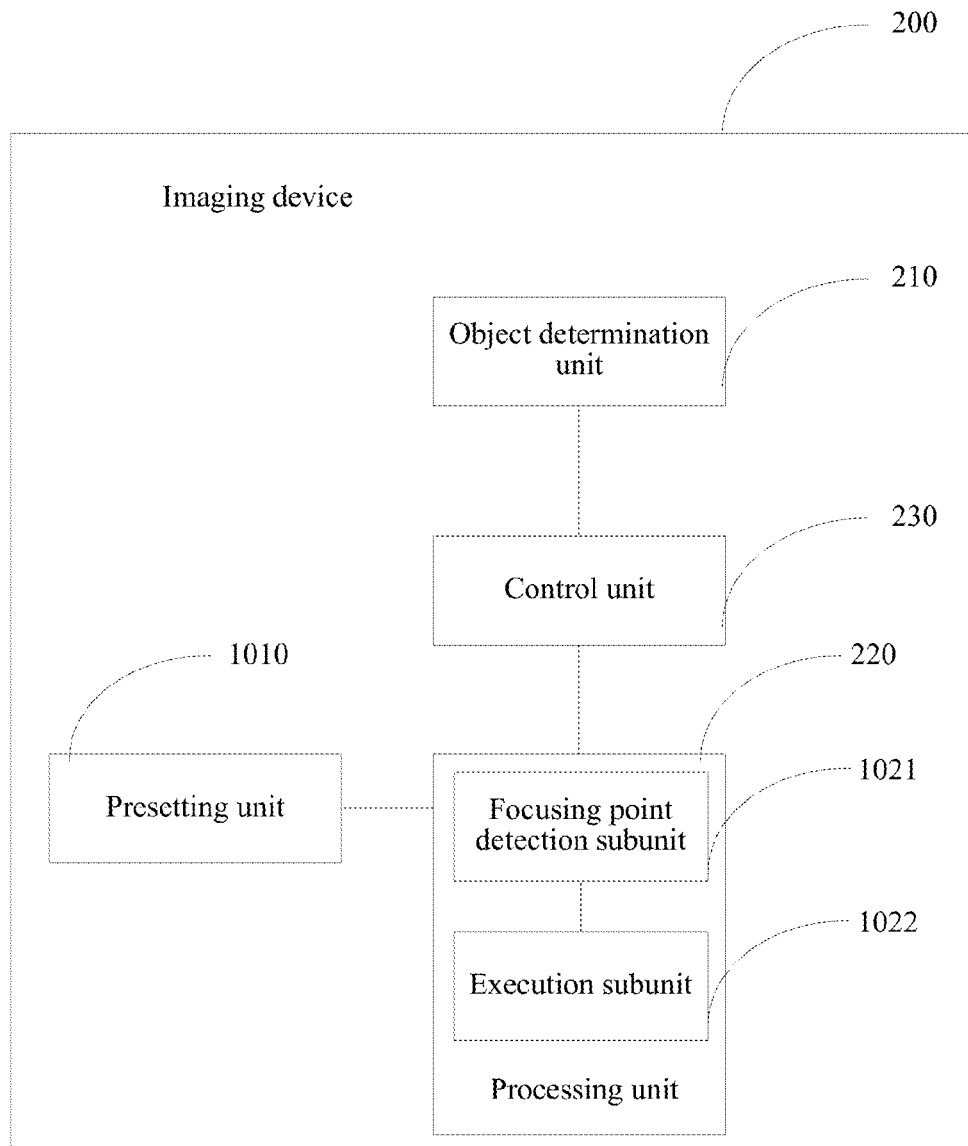 200
Imaging device
210
Object determination
unit
230
Control unit
1010
220
Presetting unit
1021
Focusing point
detection subunit
1022
Execution subunit
Processing unit